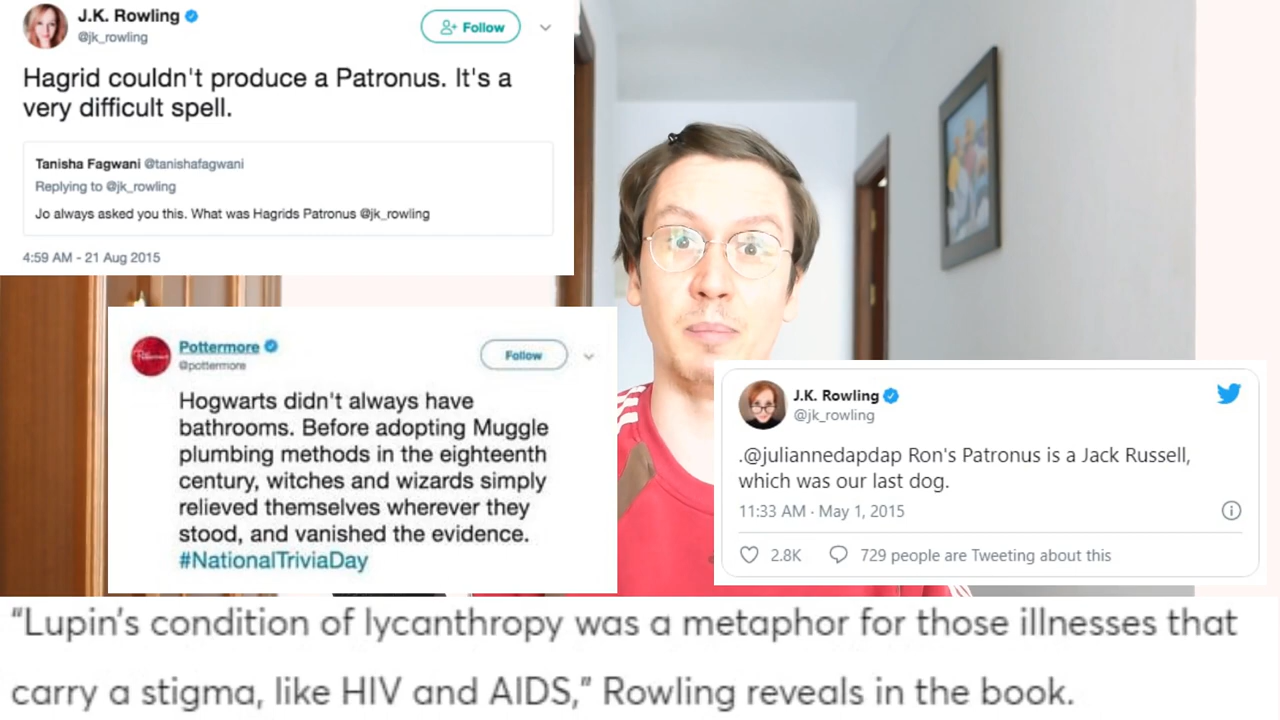 J.K. Rowling
@jk_rowling
Follow
Hagrid couldn't produce a Patronus. It's a
very difficult spell.
Tanisha Fagwani @tanishafagwani
Replying to @jk_rowling
Jo always asked you this. What was Hagrids Patronus @jk_rowling
4:59 AM - 21 Aug 2015
Pottermore
@pottermore
Follow
Hogwarts didn't always have
bathrooms. Before adopting Muggle
plumbing methods in the eighteenth
century, witches and wizards simply
relieved themselves wherever they
stood, and vanished the evidence.
#NationalTriviaDay
J.K. Rowling
@jk_rowling
.@juliannedapdap Ron's Patronus is a Jack Russell,
which was our last dog.
11:33 AM · May 1, 2015
2.8K 729 people are Tweeting about this
“Lupin’s condition of lycanthropy was a metaphor for those illnesses that
carry a stigma, like HIV and AIDS,” Rowling reveals in the book.